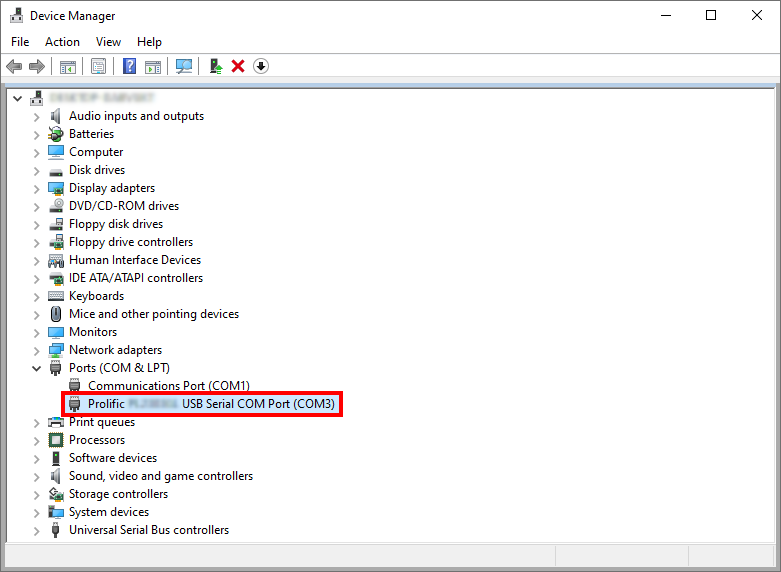 Device Manager
File Action View Help
Audio inputs and outputs
Batteries
Computer
Disk drives
Display adapters
DVD/CD-ROM drives
Floppy disk drives
Floppy drive controllers
Human Interface Devices
IDE ATA/ATAPI controllers
Keyboards
Mice and other pointing devices
Monitors
Network adapters
Ports (COM & LPT)
Communications Port (COM1)
Prolific USB Serial COM Port (COM3)
Print queues
Processors
Software devices
Sound, video and game controllers
Storage controllers
System devices
Universal Serial Bus controllers